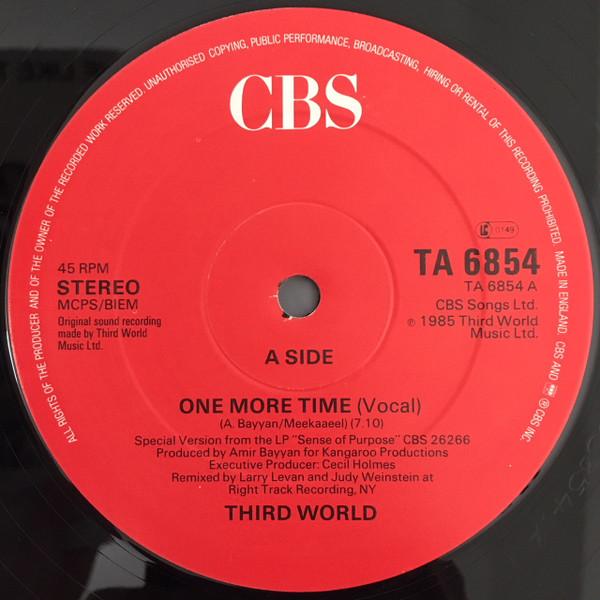 ALL RIGHTS OF THE PRODUCER AND OF THE OWNER OF THE RECORDED WORK RESERVED. UNAUTHORISED COPYING, PUBLIC PERFORMANCE, BROADCASTING, HIRING OR RENTAL OF THIS RECORDING PROHIBITED. MADE IN ENGLAND. CBS AND ℗ © CBS INC.
CBS
LC 0149
45 RPM
STEREO
MCPS/BIEM
Original sound recording
made by Third World
Music Ltd.
TA 6854
TA 6854 A
CBS Songs Ltd.
℗ 1985 Third World
Music Ltd.
A SIDE
ONE MORE TIME (Vocal)
(A. Bayyan/Meekaaeel) (7.10)
Special Version from the LP "Sense of Purpose" CBS 26266
Produced by Amir Bayyan for Kangaroo Productions
Executive Producer: Cecil Holmes
Remixed by Larry Levan and Judy Weinstein at
Right Track Recording, NY
THIRD WORLD